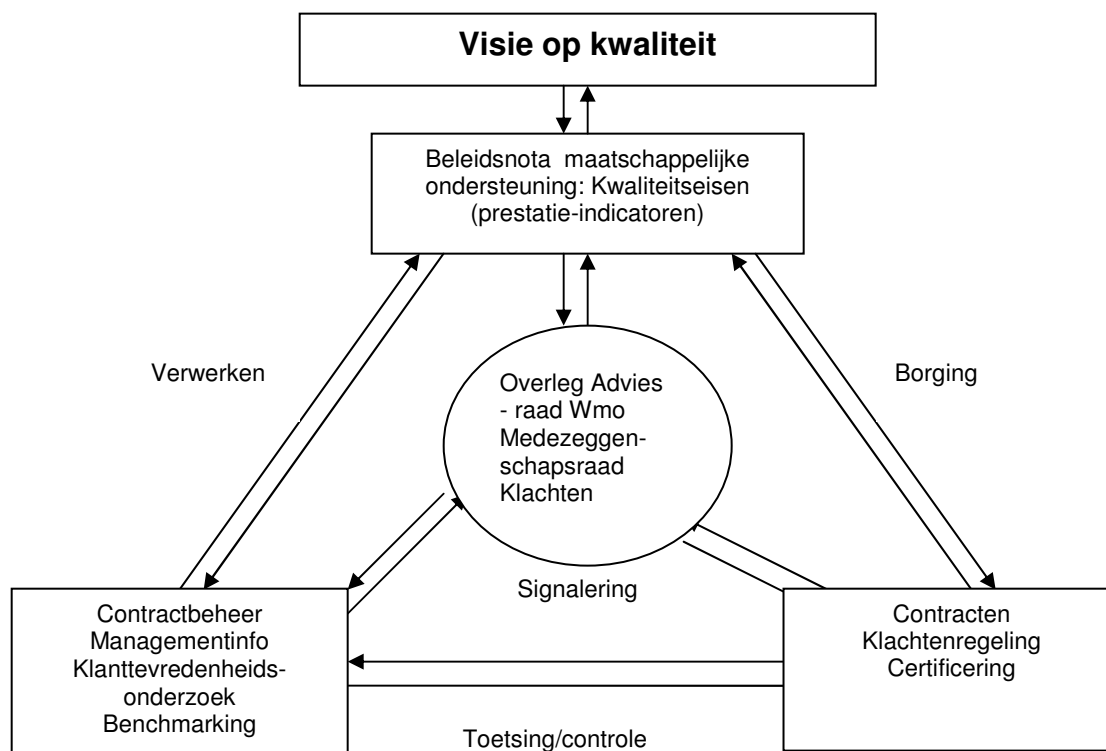 Visie op kwaliteit
Beleidsnota maatschappelijke
ondersteuning: Kwaliteitseisen
(prestatie-indicatoren)
Verwerken
Borging
Overleg Advies
- raad Wmo
Medezeggen-
schapsraad
Klachten
Signalering
Contractbeheer
Managementinfo
Klanttevredenheids-
onderzoek
Benchmarking
Contracten
Klachtenregeling
Certificering
Toetsing/controle